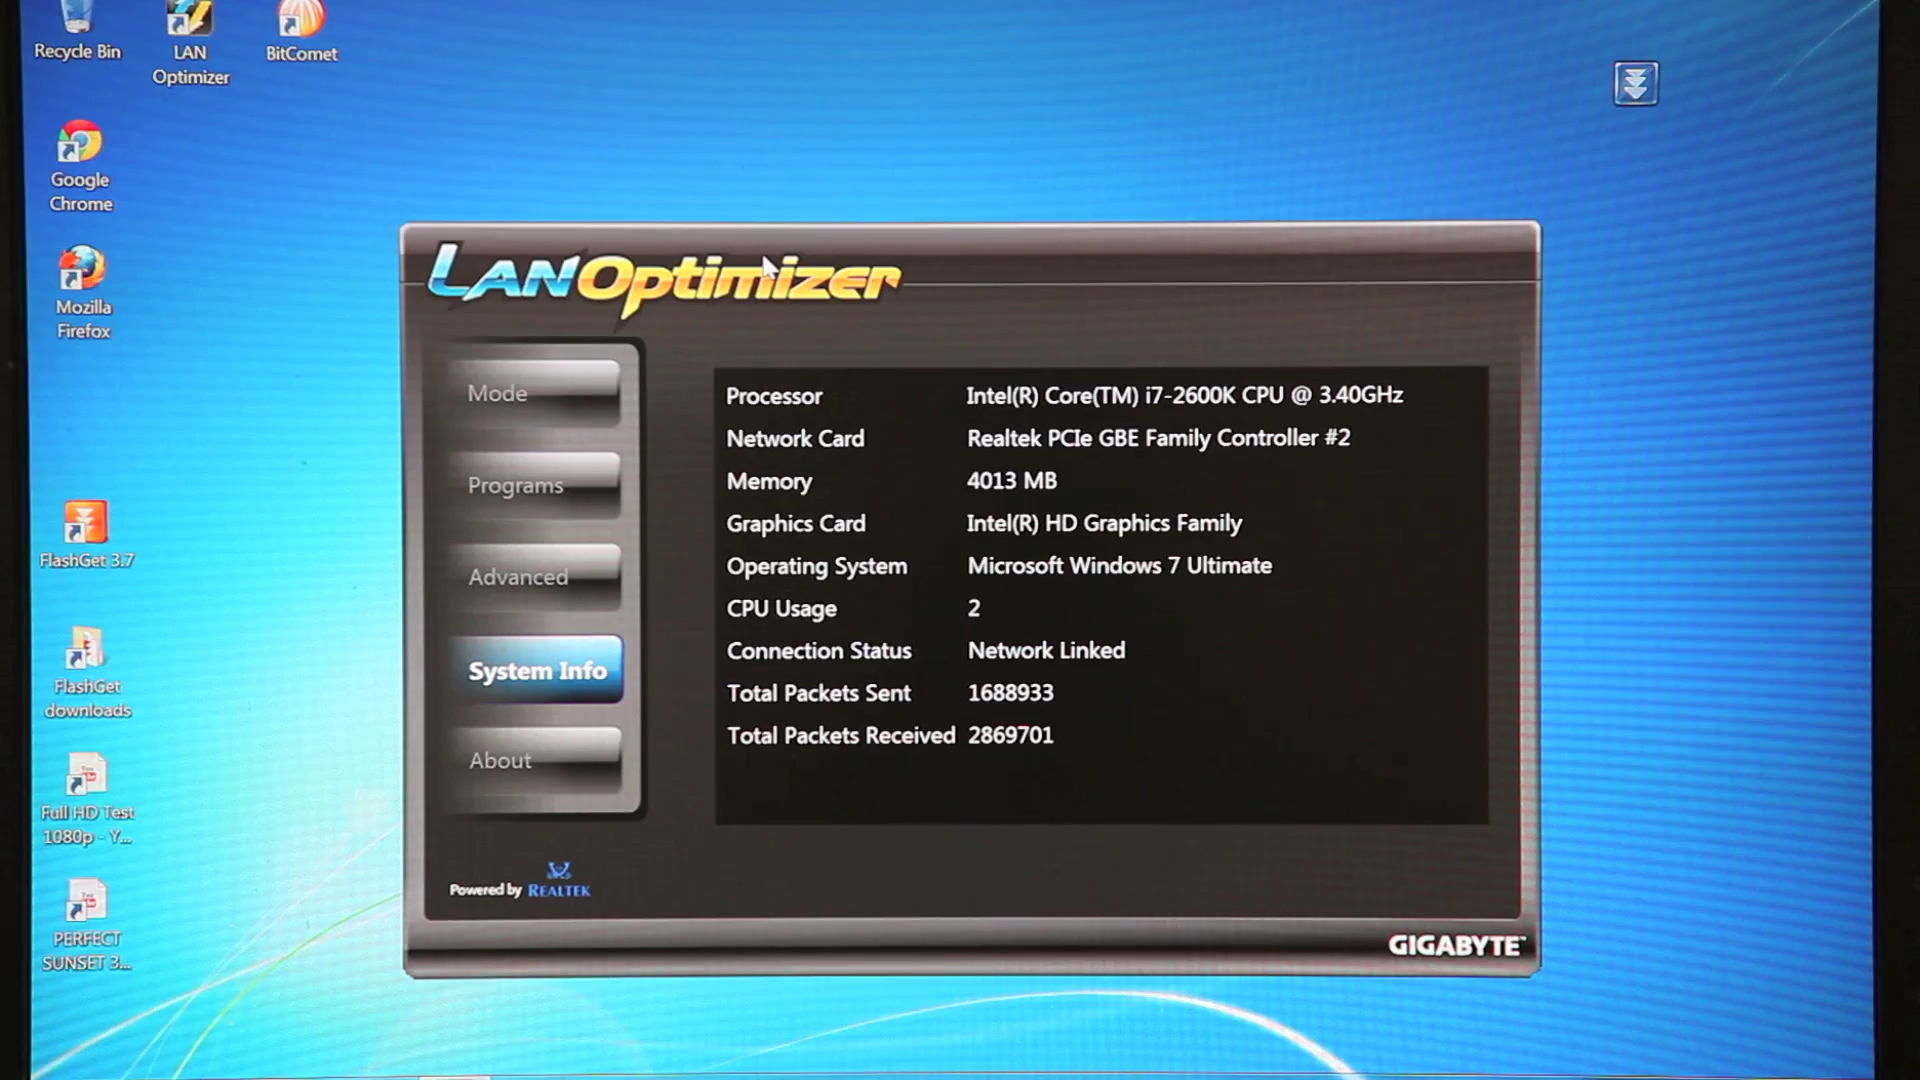 Recycle Bin
LAN
Optimizer
BitComet
Google
Chrome
Mozilla
Firefox
FlashGet 3.7
FlashGet
downloads
Full HD Test
1080p - Y...
PERFECT
SUNSET 3...
LANOptimizer
Mode
Programs
Advanced
System Info
About
Processor Intel(R) Core(TM) i7-2600K CPU @ 3.40GHz
Network Card Realtek PCIe GBE Family Controller #2
Memory 4013 MB
Graphics Card Intel(R) HD Graphics Family
Operating System Microsoft Windows 7 Ultimate
CPU Usage 2
Connection Status Network Linked
Total Packets Sent 1688933
Total Packets Received 2869701
Powered by REALTEK
GIGABYTE™